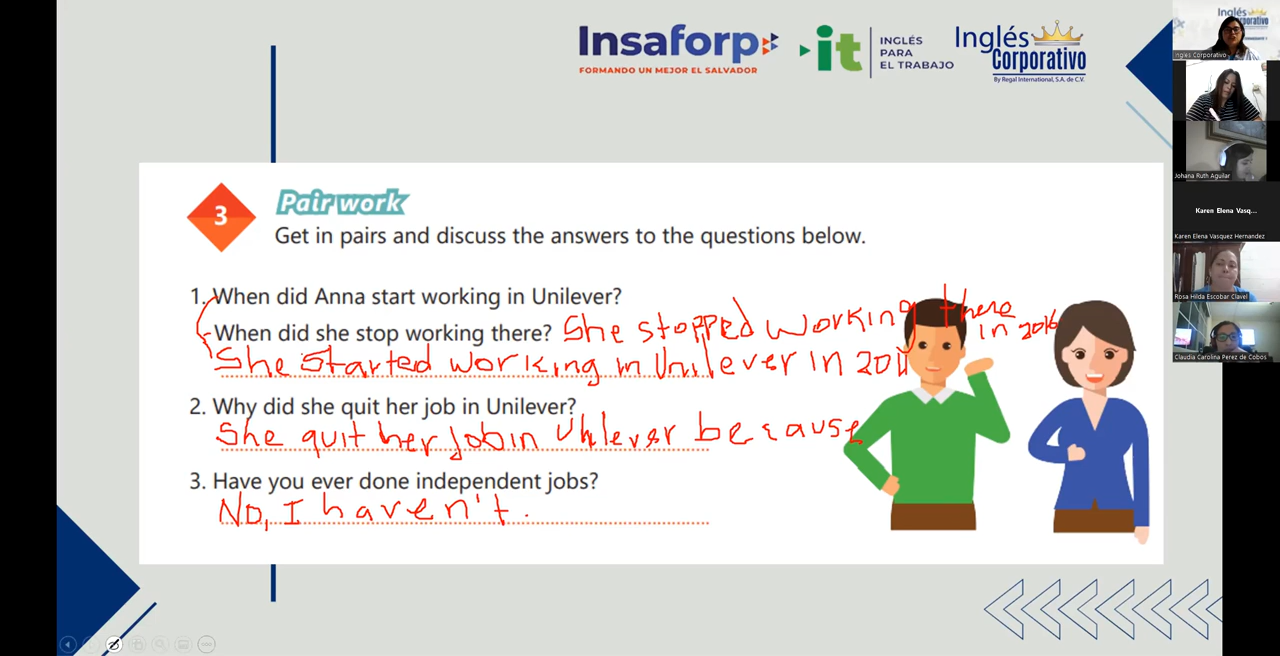 Insaforp
FORMANDO UN MEJOR EL SALVADOR
it
INGLÉS
PARA
EL TRABAJO
Inglés
Corporativo
By Regal International, S.A. de C.V.
3
Pair work
Get in pairs and discuss the answers to the questions below.
1. When did Anna start working in Unilever?
When did she stop working there? She stopped working there
in 2016
She started working in Unilever in 2011
2. Why did she quit her job in Unilever?
She quit her job in Unilever because
3. Have you ever done independent jobs?
No, I haven't.
Inglés
Corporativo
Inglés Corporativo
Johana Ruth Aguilar
Karen Elena Vasq...
Karen Elena Vasquez Hernandez
Rosa Hilda Escobar Clavel
Claudia Carolina Perez de Cobos